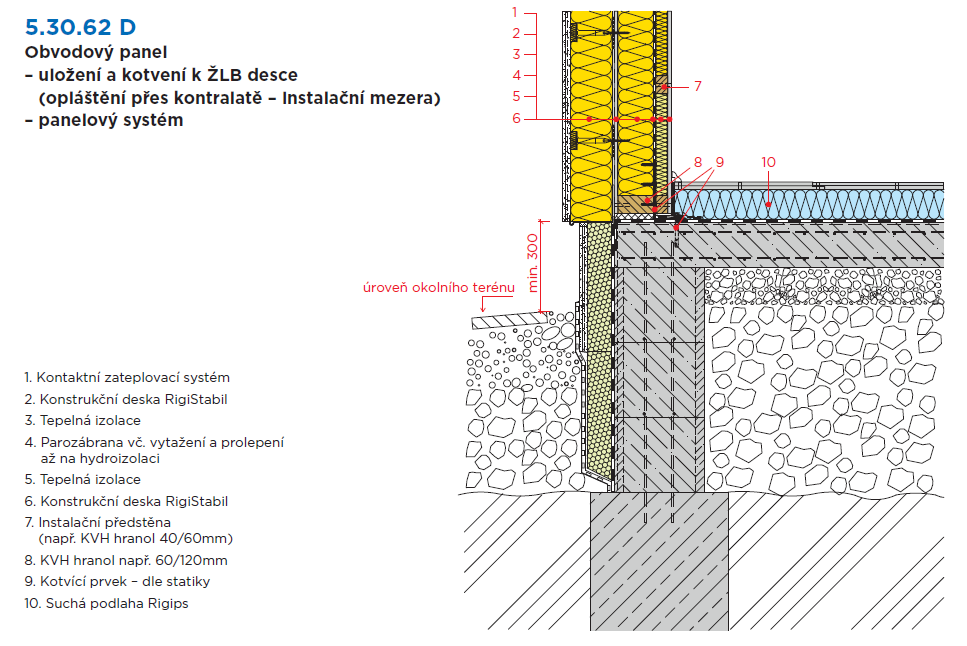 5.30.62 D
Obvodový panel
– uložení a kotvení k ŽLB desce
(opláštění přes kontralatě – Instalační mezera)
– panelový systém
1
2
3
4
5
6
7
8 9 10
min. 300
úroveň okolního terénu
1. Kontaktní zateplovací systém
2. Konstrukční deska RigiStabil
3. Tepelná izolace
4. Parozábrana vč. vytažení a prolepení
až na hydroizolaci
5. Tepelná izolace
6. Konstrukční deska RigiStabil
7. Instalační předstěna
(např. KVH hranol 40/60mm)
8. KVH hranol např. 60/120mm
9. Kotvící prvek – dle statiky
10. Suchá podlaha Rigips